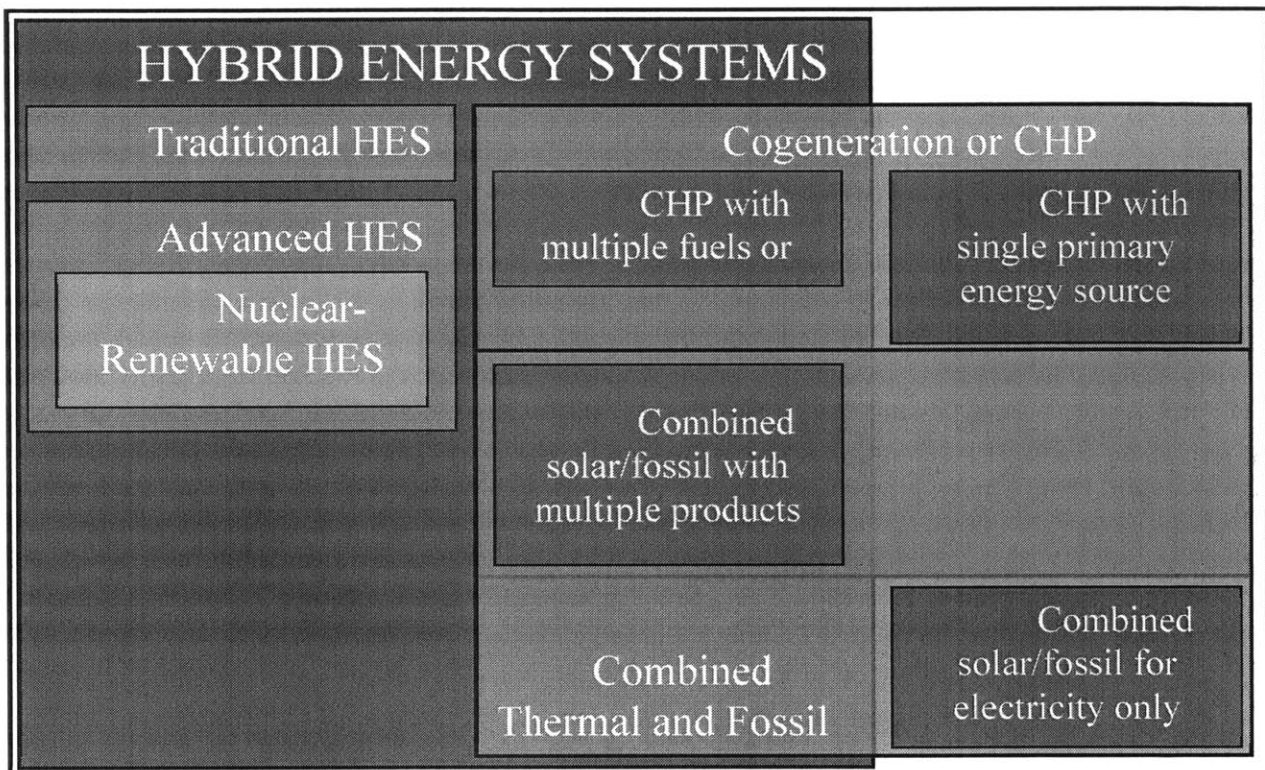 HYBRID ENERGY SYSTEMS
Traditional HES
Advanced HES
Nuclear-
Renewable HES
Cogeneration or CHP
CHP with
multiple fuels or
CHP with
single primary
energy source
Combined
solar/fossil with
multiple products
Combined
Thermal and Fossil
Combined
solar/fossil for
electricity only